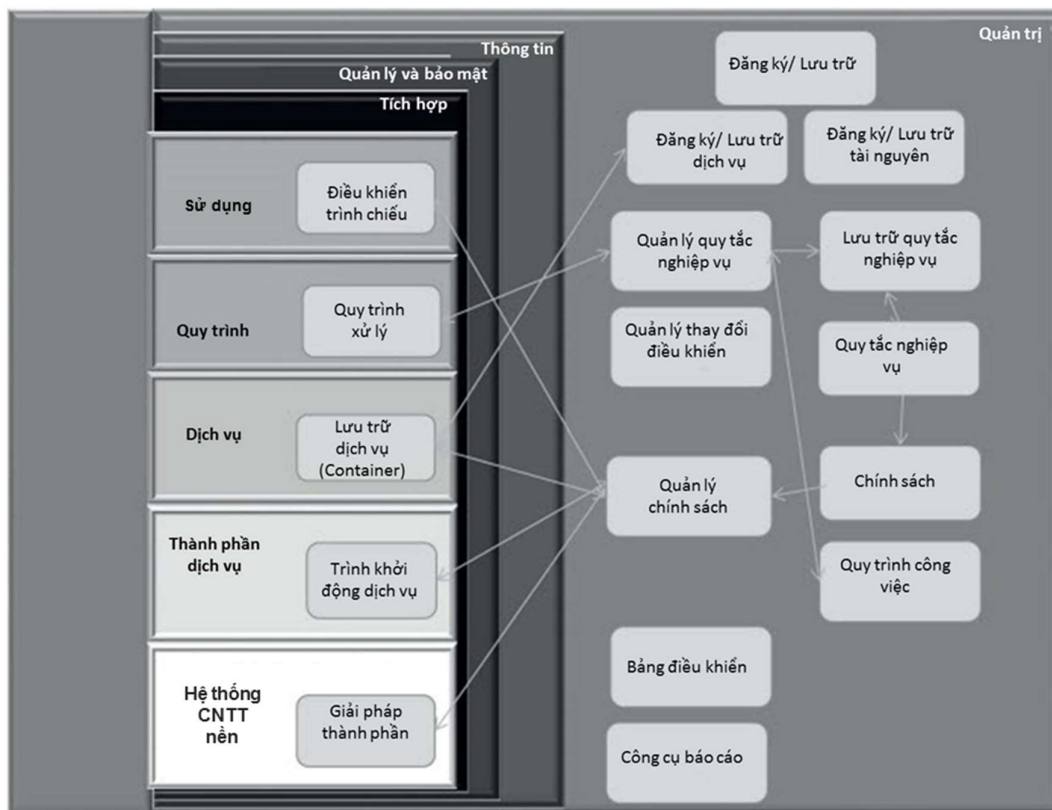 Quản trị
Thông tin
Quản lý và bảo mật
Tích hợp
Sử dụng
Điều khiển
trình chiếu
Quy trình
Quy trình
xử lý
Dịch vụ
Lưu trữ
dịch vụ
(Container)
Thành phần
dịch vụ
Trình khởi
động dịch vụ
Hệ thống
CNTT
nền
Giải pháp
thành phần
Đăng ký/ Lưu trữ
Đăng ký/ Lưu trữ
dịch vụ
Đăng ký/ Lưu trữ
tài nguyên
Quản lý quy tắc
nghiệp vụ
Lưu trữ quy tắc
nghiệp vụ
Quản lý thay đổi
điều khiển
Quy tắc nghiệp
vụ
Quản lý
chính sách
Chính sách
Quy trình công
việc
Bảng điều khiển
Công cụ báo cáo